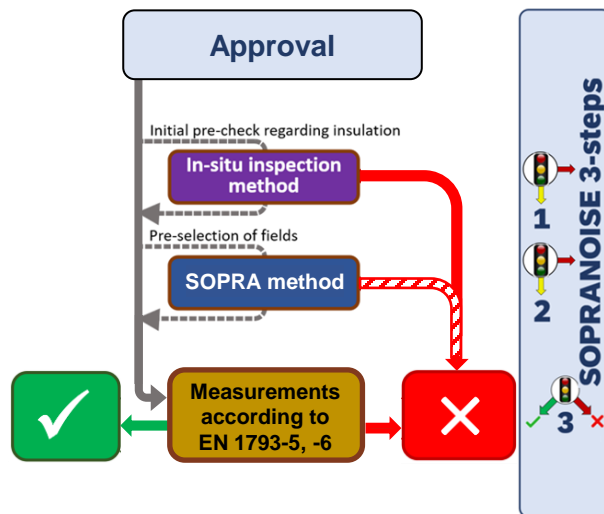 Approval
Initial pre-check regarding insulation
In-situ inspection
method
Pre-selection of fields
SOPRA method
Measurements
according to
EN 1793-5, -6
SOPRANOISE 3-steps
1
2
3